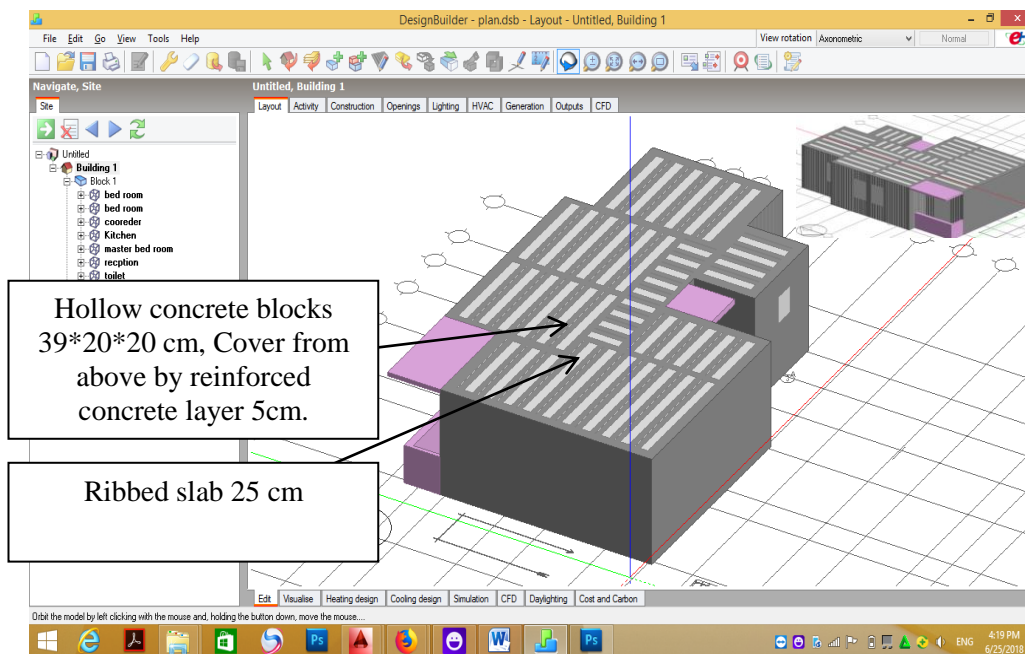 DesignBuilder - plan.dsb - Layout - Untitled, Building 1
File Edit Go View Tools Help
View rotation Axonometric
Normal
Navigate, Site
Untitled, Building 1
Site
Layout Activity Construction Openings Lighting HVAC Generation Outputs CFD
Untitled
Building 1
Block 1
bed room
bed room
cooreder
Kitchen
master bed room
recption
toilet
Hollow concrete blocks
39*20*20 cm, Cover from
above by reinforced
concrete layer 5cm.
Ribbed slab 25 cm
Edit Visualise Heating design Cooling design Simulation CFD Daylighting Cost and Carbon
Orbit the model by left clicking with the mouse and, holding the button down, move the mouse....
Ps
Ps
ENG
4:19 PM
6/25/2018